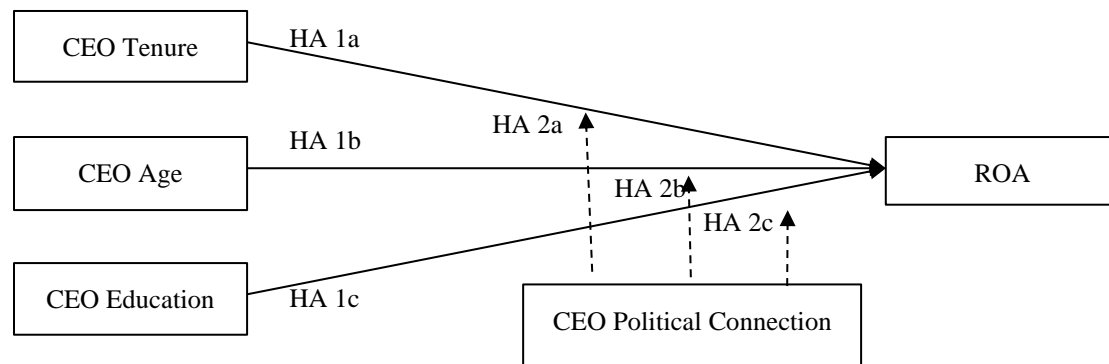 CEO Tenure
HA 1a
HA 2a
HA 1b
CEO Age
ROA
HA 2b
HA 2c
CEO Education
HA 1c
CEO Political Connection